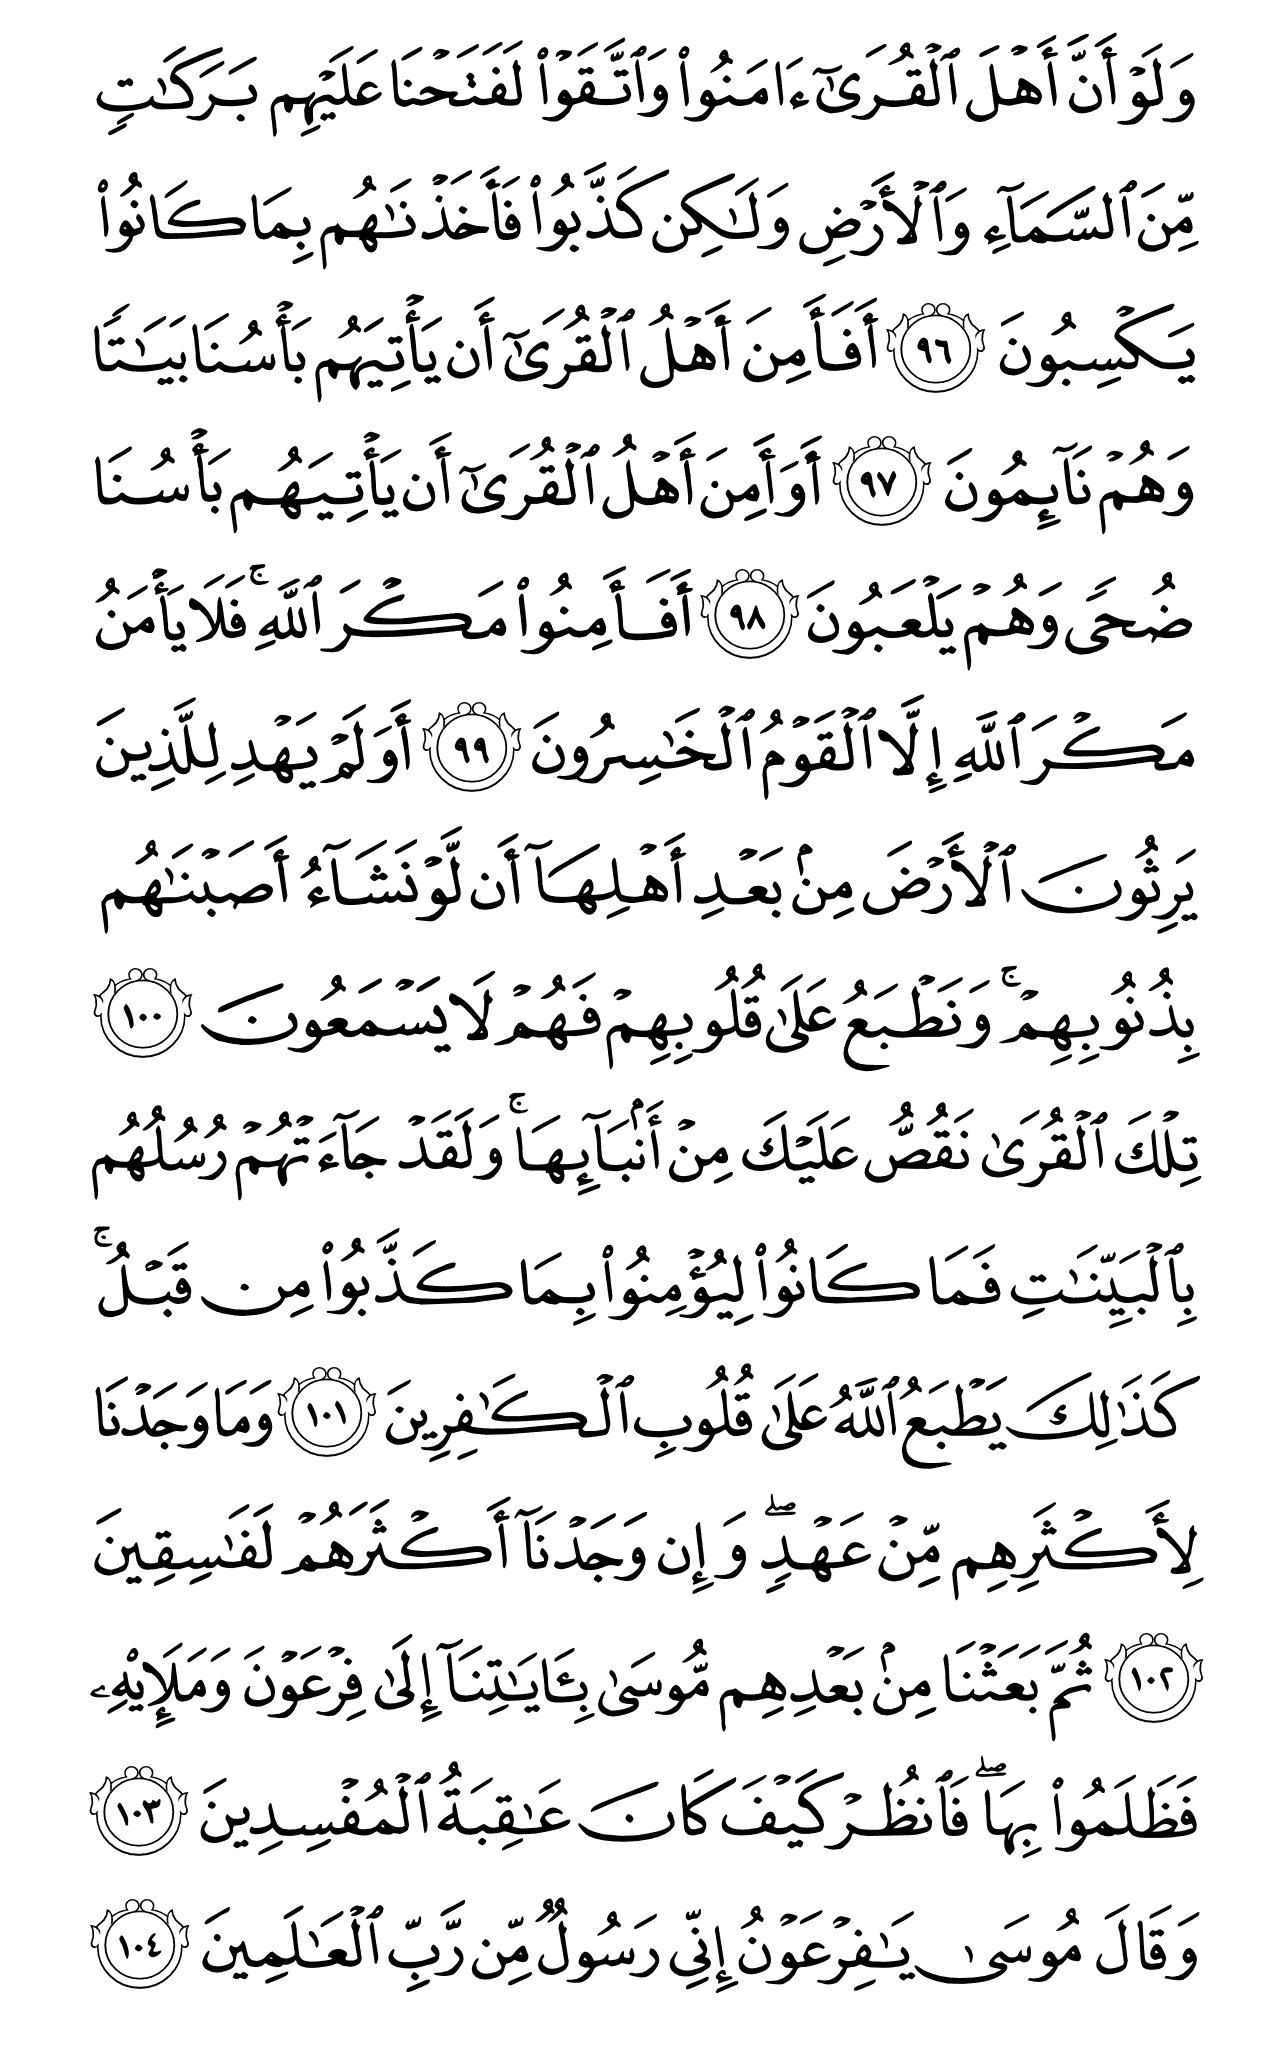 وَلَوۡ أَنَّ أَهۡلَ ٱلۡقُرَىٰٓ ءَامَنُواْ وَٱتَّقَوۡاْ لَفَتَحۡنَا عَلَيۡهِم بَرَكَٰتٖ
مِّنَ ٱلسَّمَآءِ وَٱلۡأَرۡضِ وَلَٰكِن كَذَّبُواْ فَأَخَذۡنَٰهُم بِمَا كَانُواْ
يَكۡسِبُونَ ٩٦ أَفَأَمِنَ أَهۡلُ ٱلۡقُرَىٰٓ أَن يَأۡتِيَهُم بَأۡسُنَا بَيَٰتٗا
وَهُمۡ نَآئِمُونَ ٩٧ أَوَأَمِنَ أَهۡلُ ٱلۡقُرَىٰٓ أَن يَأۡتِيَهُم بَأۡسُنَا
ضُحٗى وَهُمۡ يَلۡعَبُونَ ٩٨ أَفَأَمِنُواْ مَكۡرَ ٱللَّهِۚ فَلَا يَأۡمَنُ
مَكۡرَ ٱللَّهِ إِلَّا ٱلۡقَوۡمُ ٱلۡخَٰسِرُونَ ٩٩ أَوَلَمۡ يَهۡدِ لِلَّذِينَ
يَرِثُونَ ٱلۡأَرۡضَ مِنۢ بَعۡدِ أَهۡلِهَآ أَن لَّوۡ نَشَآءُ أَصَبۡنَٰهُم
بِذُنُوبِهِمۡۚ وَنَطۡبَعُ عَلَىٰ قُلُوبِهِمۡ فَهُمۡ لَا يَسۡمَعُونَ ١٠٠
تِلۡكَ ٱلۡقُرَىٰ نَقُصُّ عَلَيۡكَ مِنۡ أَنۢبَآئِهَاۚ وَلَقَدۡ جَآءَتۡهُمۡ رُسُلُهُم
بِٱلۡبَيِّنَٰتِ فَمَا كَانُواْ لِيُؤۡمِنُواْ بِمَا كَذَّبُواْ مِن قَبۡلُۚ
كَذَٰلِكَ يَطۡبَعُ ٱللَّهُ عَلَىٰ قُلُوبِ ٱلۡكَٰفِرِينَ ١٠١ وَمَا وَجَدۡنَا
لِأَكۡثَرِهِم مِّنۡ عَهۡدٖۖ وَإِن وَجَدۡنَآ أَكۡثَرَهُمۡ لَفَٰسِقِينَ
١٠٢ ثُمَّ بَعَثۡنَا مِنۢ بَعۡدِهِم مُّوسَىٰ بِـَٔايَٰتِنَآ إِلَىٰ فِرۡعَوۡنَ وَمَلَإِيْهِۦ
فَظَلَمُواْ بِهَاۖ فَٱنظُرۡ كَيۡفَ كَانَ عَٰقِبَةُ ٱلۡمُفۡسِدِينَ ١٠٣
وَقَالَ مُوسَىٰ يَٰفِرۡعَوۡنُ إِنِّي رَسُولٞ مِّن رَّبِّ ٱلۡعَٰلَمِينَ ١٠٤